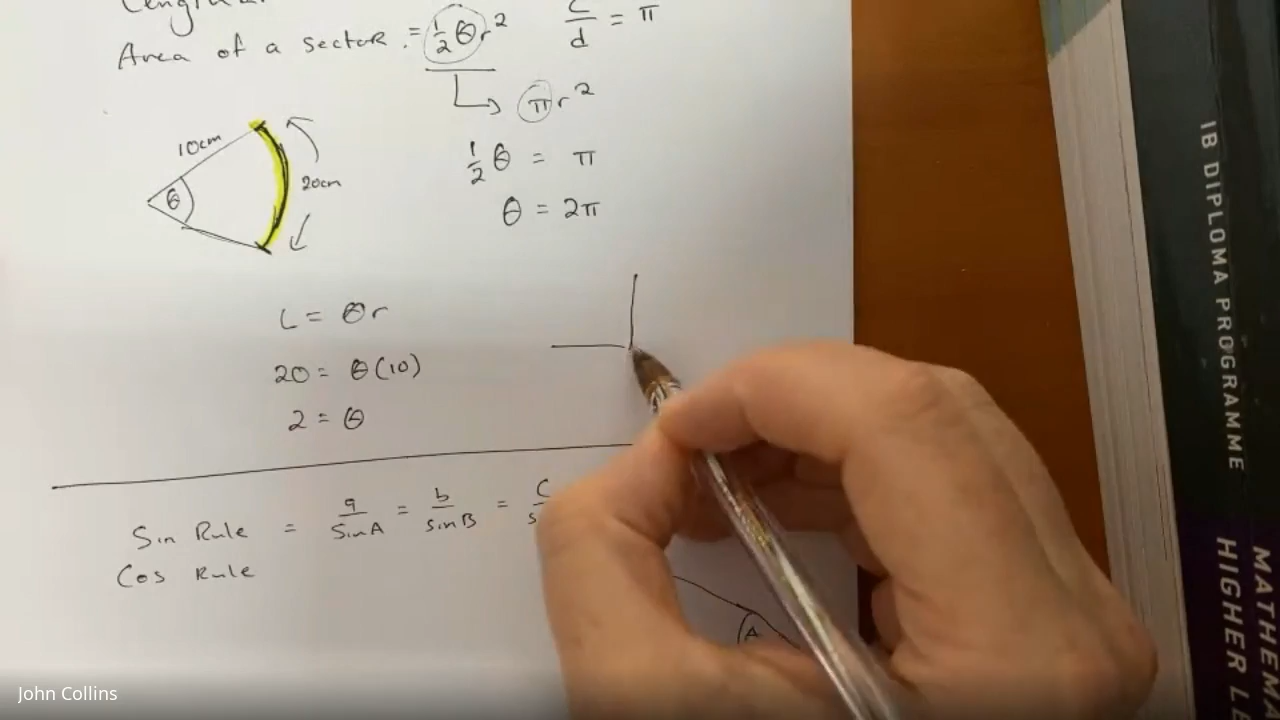 Length.
Area of a sector = ½θr²
C/d = π
πr²
10cm
θ
20cm
½θ = π
θ = 2π
L = θr
20 = θ(10)
2 = θ
Sin Rule = a/SinA = b/sinB = C/s
Cos Rule
A
IB DIPLOMA PROGRAMME
MATHEMA
HIGHER LE
John Collins